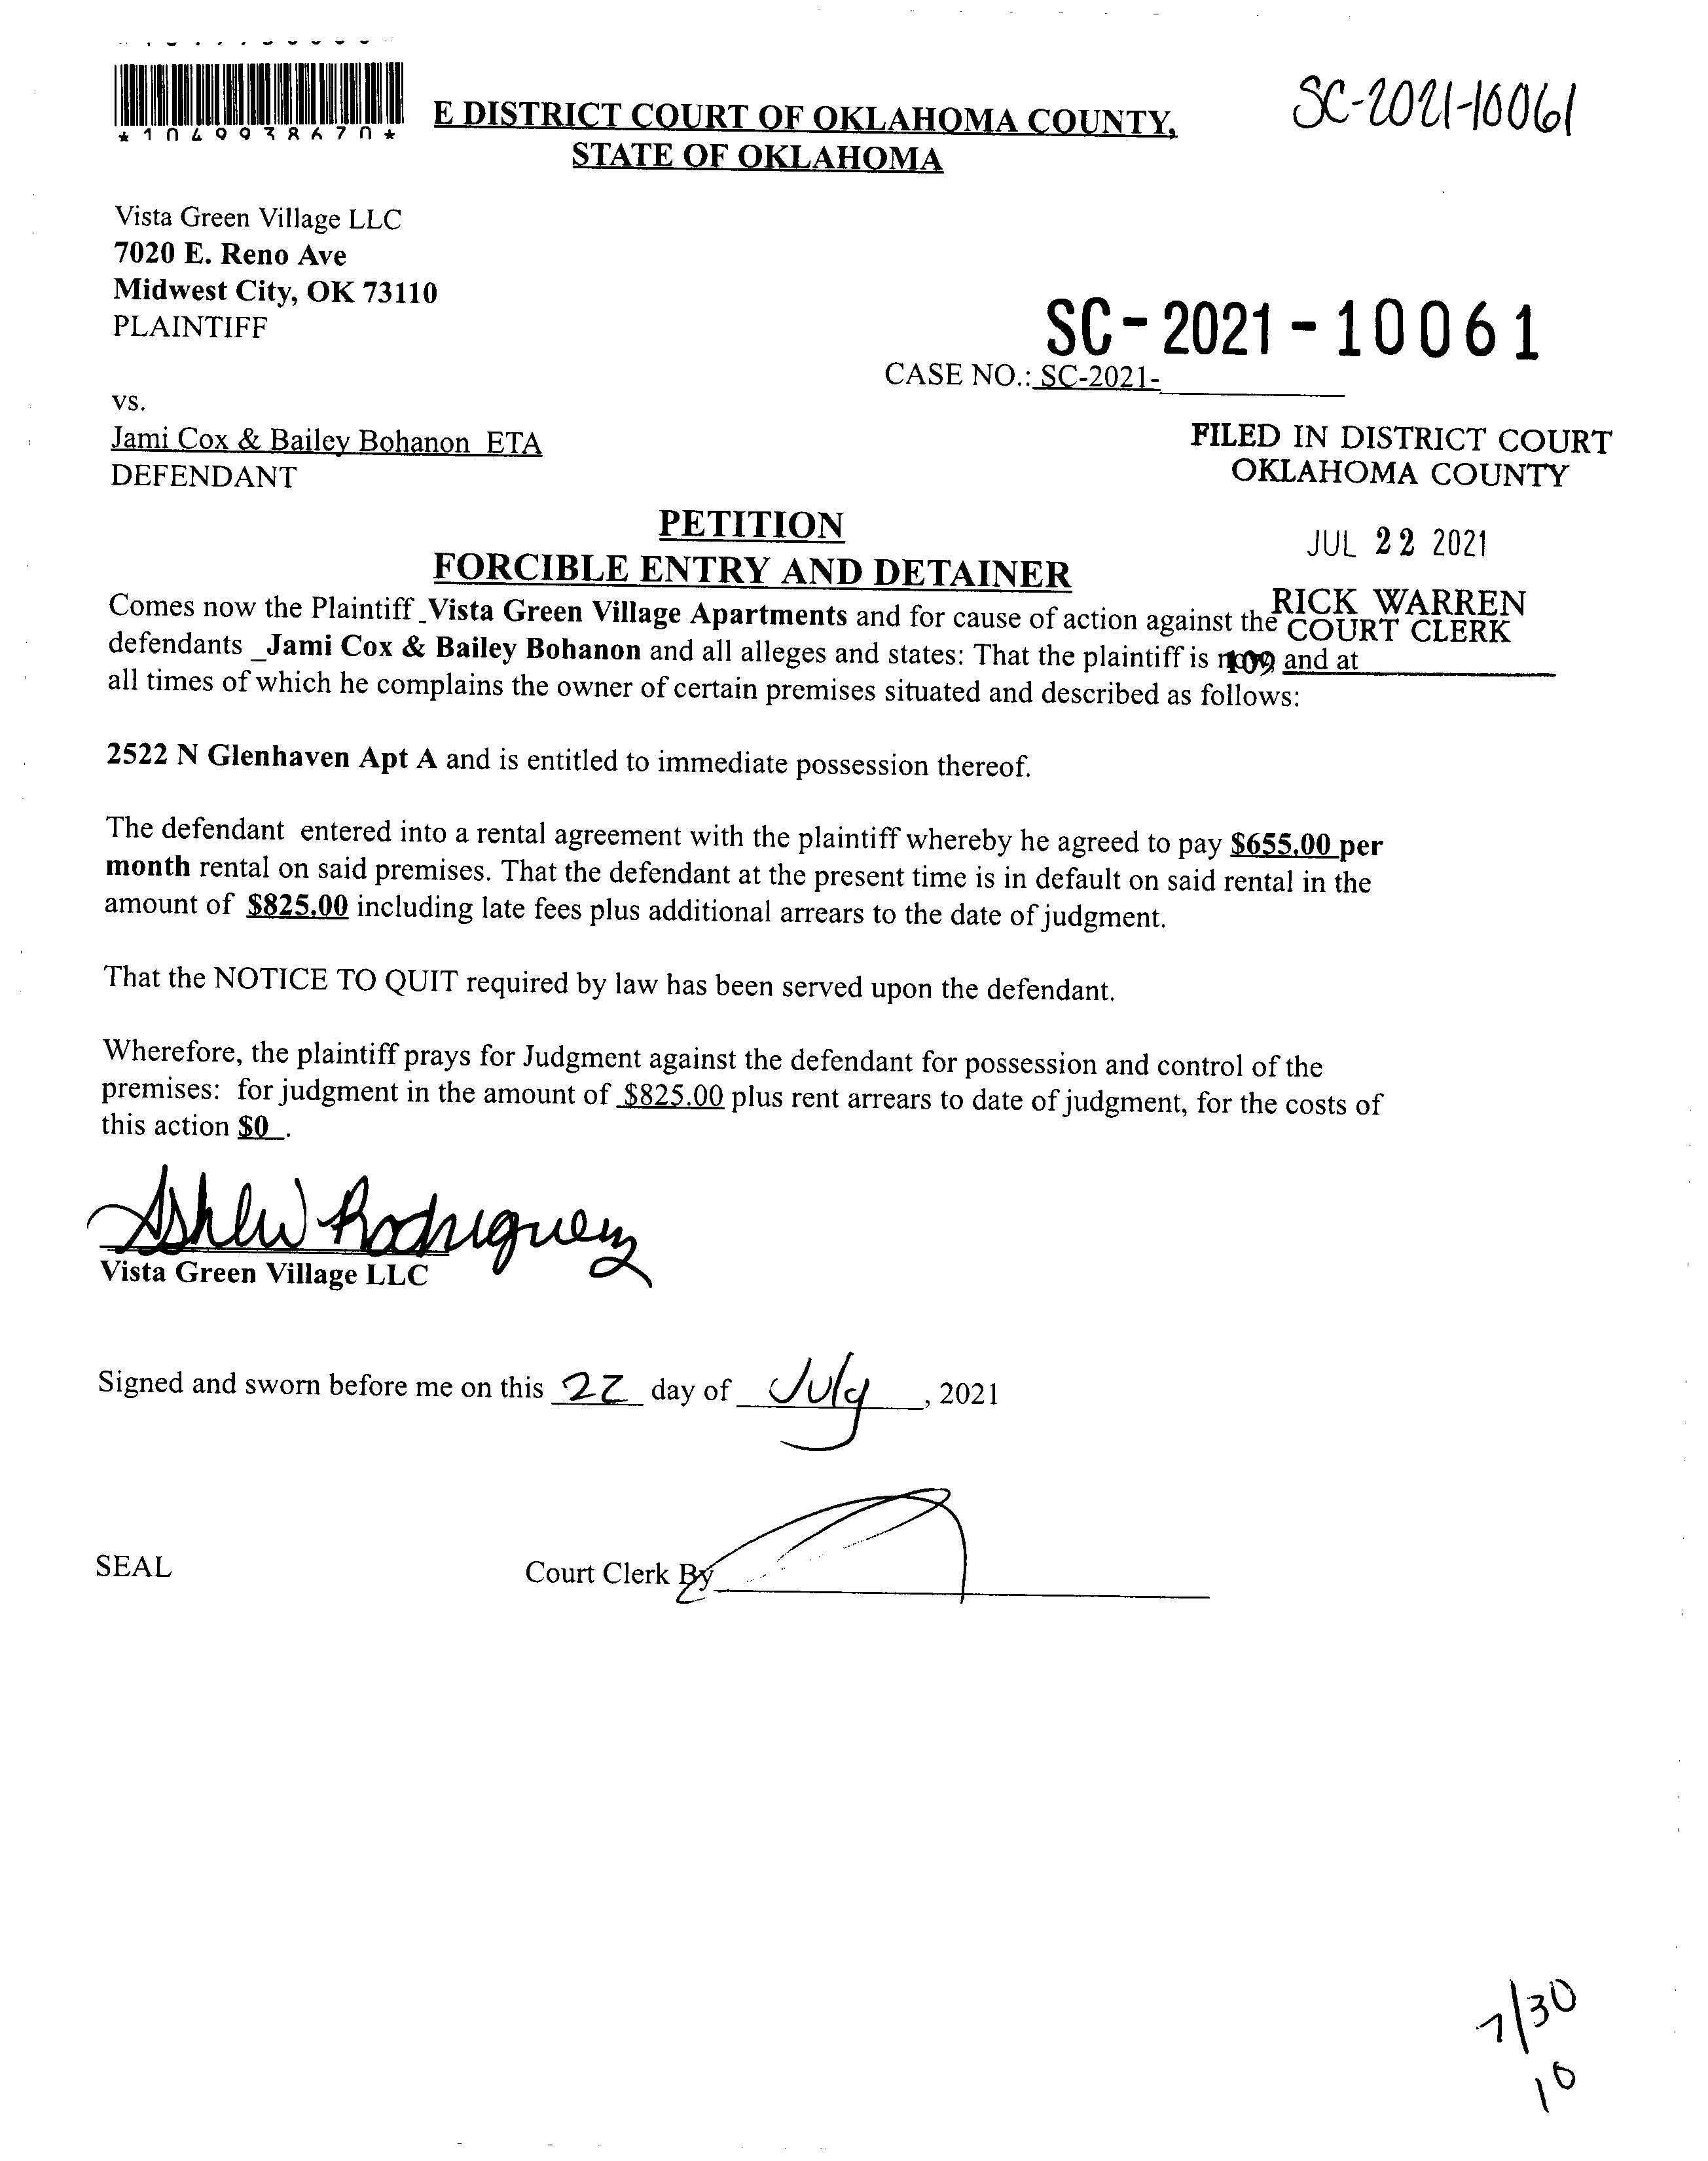 SC-2021-10061
*1049938670*
E DISTRICT COURT OF OKLAHOMA COUNTY,
STATE OF OKLAHOMA
Vista Green Village LLC
7020 E. Reno Ave
Midwest City, OK 73110
PLAINTIFF
SC-2021-10061
CASE NO.: SC-2021-
vs.
Jami Cox & Bailey Bohanon ETA
DEFENDANT
FILED IN DISTRICT COURT
OKLAHOMA COUNTY
JUL 22 2021
RICK WARREN
COURT CLERK
109
PETITION
FORCIBLE ENTRY AND DETAINER
Comes now the Plaintiff Vista Green Village Apartments and for cause of action against the
defendants Jami Cox & Bailey Bohanon and all alleges and states: That the plaintiff is now and at
all times of which he complains the owner of certain premises situated and described as follows:
2522 N Glenhaven Apt A and is entitled to immediate possession thereof.
The defendant entered into a rental agreement with the plaintiff whereby he agreed to pay $655.00 per
month rental on said premises. That the defendant at the present time is in default on said rental in the
amount of $825.00 including late fees plus additional arrears to the date of judgment.
That the NOTICE TO QUIT required by law has been served upon the defendant.
Wherefore, the plaintiff prays for Judgment against the defendant for possession and control of the
premises: for judgment in the amount of $825.00 plus rent arrears to date of judgment, for the costs of
this action $0 .
Rodriguez
Vista Green Village LLC
Signed and sworn before me on this 22 day of July, 2021
SEAL
Court Clerk By
7/30
10